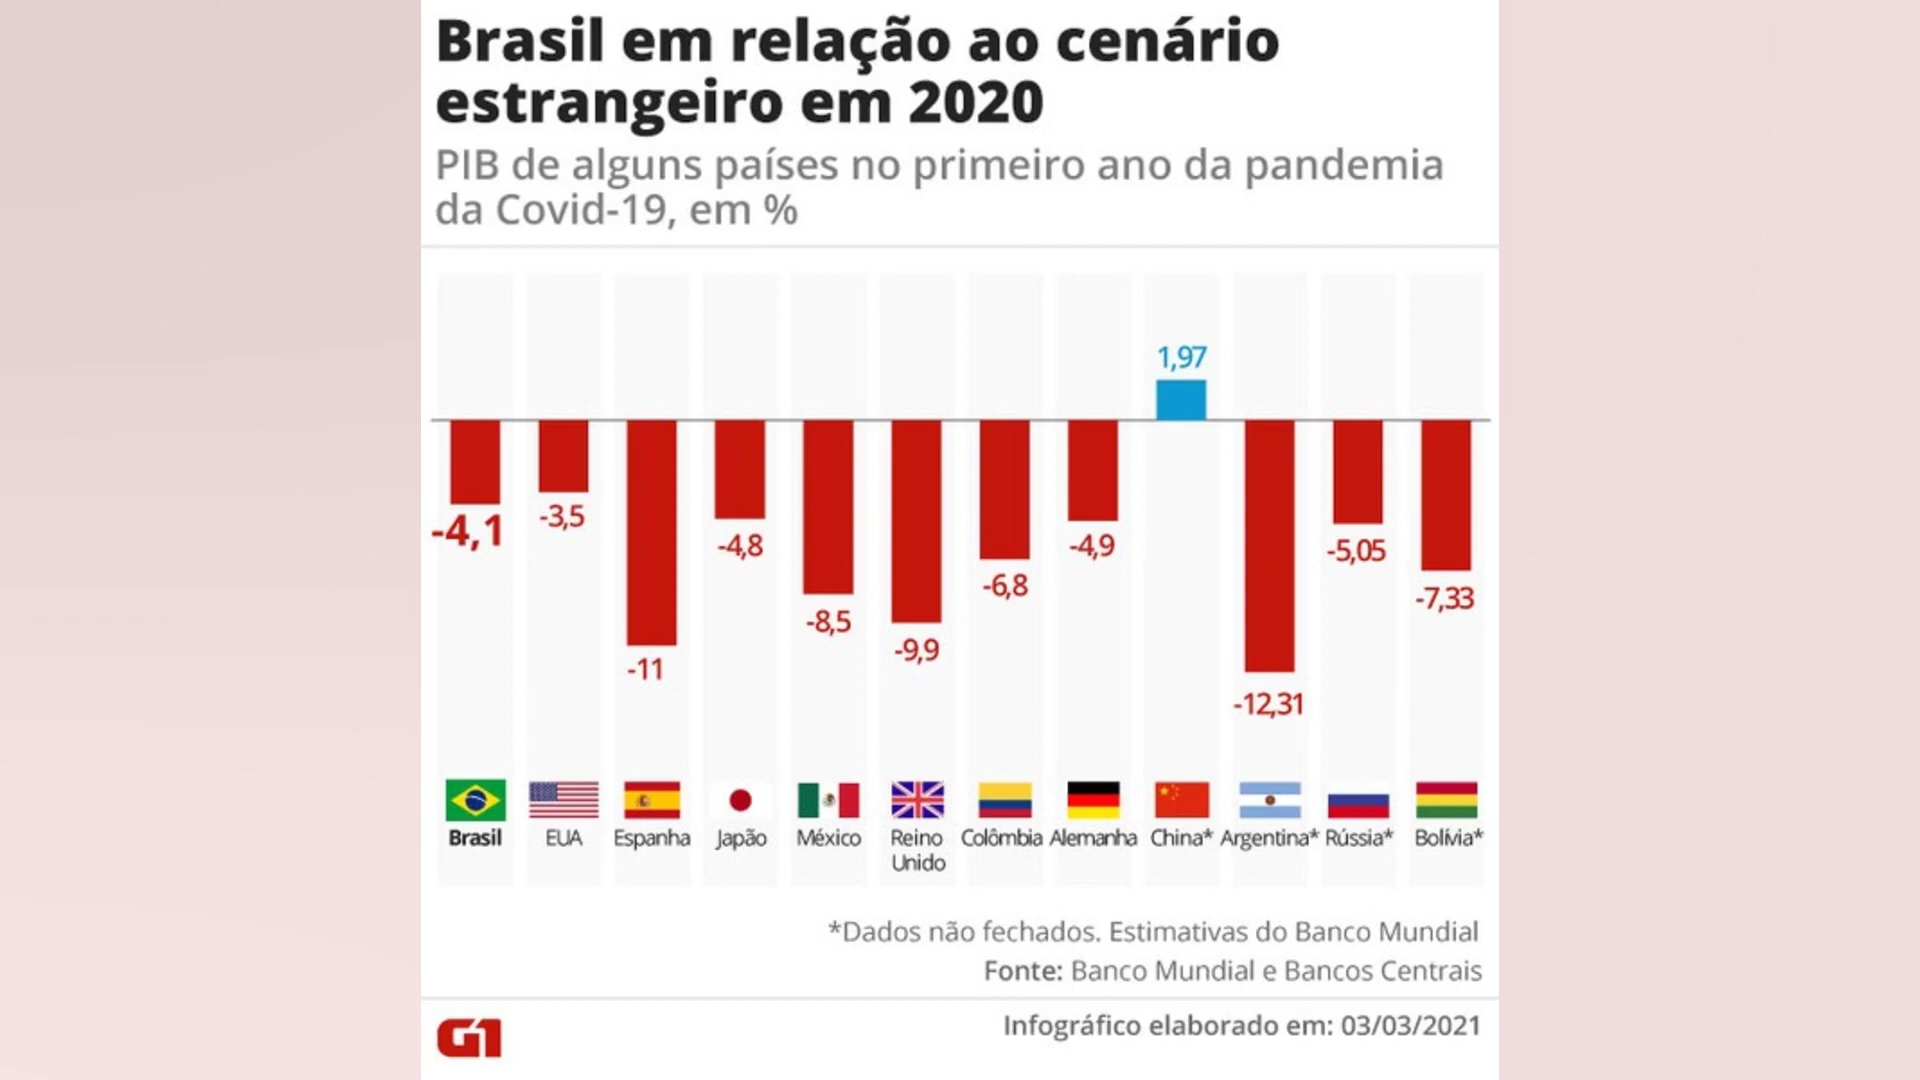 Brasil em relação ao cenário
estrangeiro em 2020
PIB de alguns países no primeiro ano da pandemia
da Covid-19, em %
1,97
-4,1
-3,5
-11
-4,8
-8,5
-9,9
-6,8
-4,9
-12,31
-5,05
-7,33
Brasil
EUA
Espanha
Japão
México
Reino
Unido
Colômbia
Alemanha
China*
Argentina*
Rússia*
Bolívia*
*Dados não fechados. Estimativas do Banco Mundial
Fonte: Banco Mundial e Bancos Centrais
G1
Infográfico elaborado em: 03/03/2021